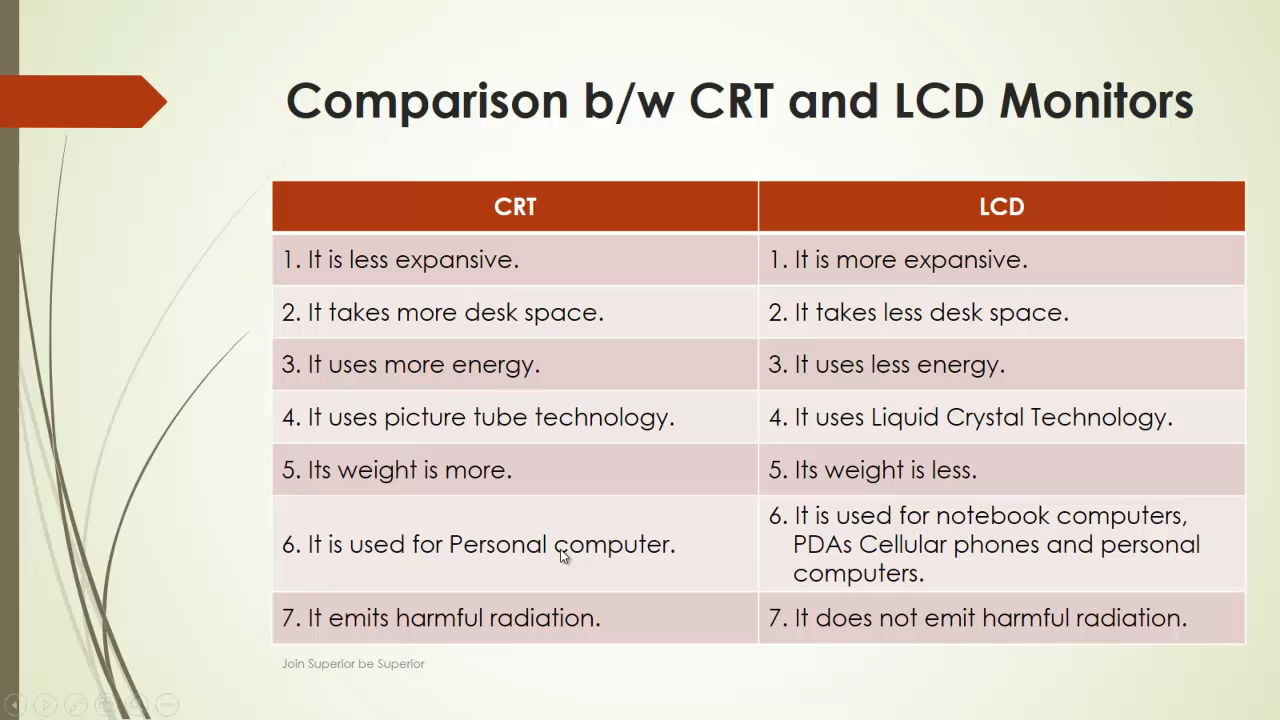 Comparison b/w CRT and LCD Monitors
CRT
LCD
1. It is less expansive.
1. It is more expansive.
2. It takes more desk space.
2. It takes less desk space.
3. It uses more energy.
3. It uses less energy.
4. It uses picture tube technology.
4. It uses Liquid Crystal Technology.
5. Its weight is more.
5. Its weight is less.
6. It is used for Personal computer.
6. It is used for notebook computers,
PDAs Cellular phones and personal
computers.
7. It emits harmful radiation.
7. It does not emit harmful radiation.
Join Superior be Superior